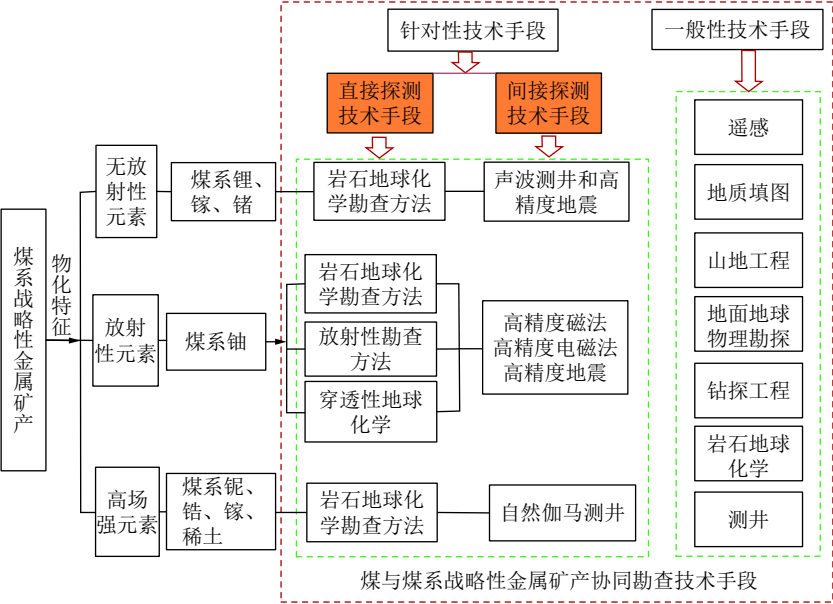 针对性技术手段
一般性技术手段
直接探测
技术手段
间接探测
技术手段
遥感
地质填图
山地工程
地面地球
物理勘探
钻探工程
岩石地球
化学
测井
煤系战略性金属矿产
物化特征
无放
射性
元素
煤系锂、
镓、锗
岩石地球化
学勘查方法
声波测井和高
精度地震
放射
性元素
煤系铀
岩石地球化
学勘查方法
放射性勘查
方法
穿透性地球
化学
高精度磁法
高精度电磁法
高精度地震
高场
强元素
煤系铌、
锆、镓、
稀土
岩石地球化
学勘查方法
自然伽马测井
煤与煤系战略性金属矿产协同勘查技术手段